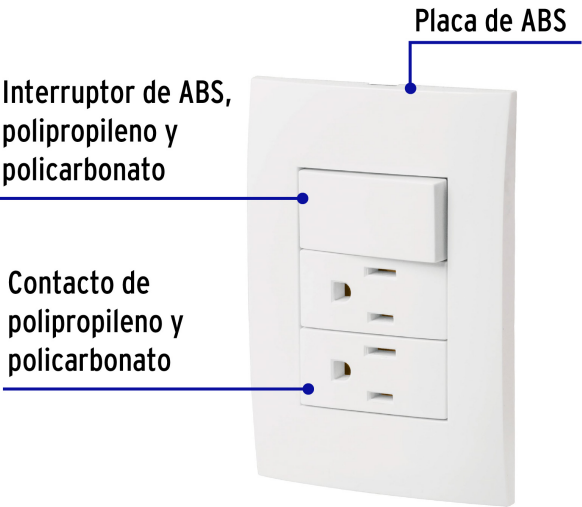 Placa de ABS
Interruptor de ABS,
polipropileno y
policarbonato
Contacto de
polipropileno y
policarbonato